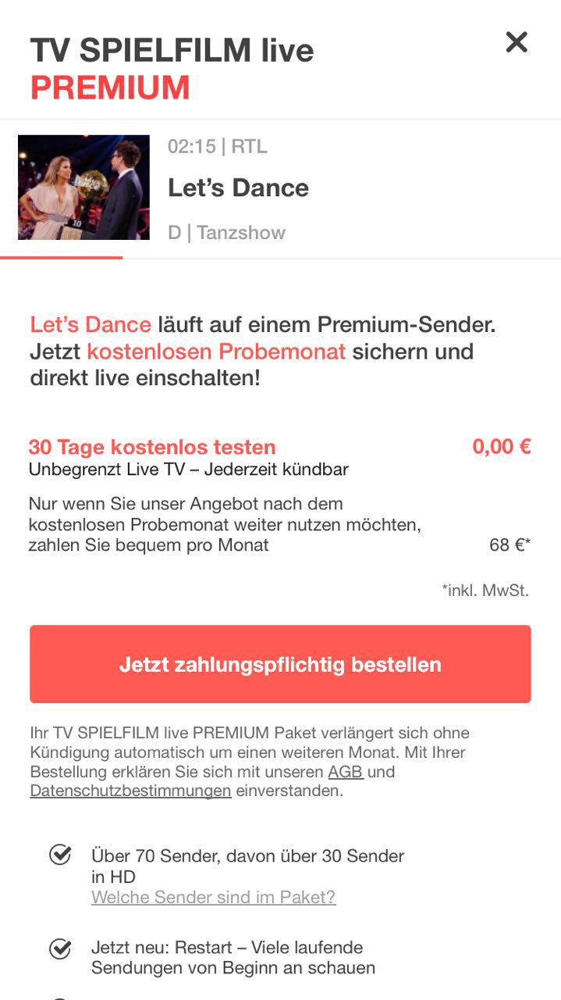 TV SPIELFILM live
PREMIUM
02:15 | RTL
Let’s Dance
D | Tanzshow
10
Let’s Dance läuft auf einem Premium-Sender.
Jetzt kostenlosen Probemonat sichern und
direkt live einschalten!
30 Tage kostenlos testen 0,00 €
Unbegrenzt Live TV – Jederzeit kündbar
Nur wenn Sie unser Angebot nach dem
kostenlosen Probemonat weiter nutzen möchten,
zahlen Sie bequem pro Monat 68 €*
*inkl. MwSt.
Jetzt zahlungspflichtig bestellen
Ihr TV SPIELFILM live PREMIUM Paket verlängert sich ohne
Kündigung automatisch um einen weiteren Monat. Mit Ihrer
Bestellung erklären Sie sich mit unseren AGB und
Datenschutzbestimmungen einverstanden.
Über 70 Sender, davon über 30 Sender
in HD
Welche Sender sind im Paket?
Jetzt neu: Restart – Viele laufende
Sendungen von Beginn an schauen